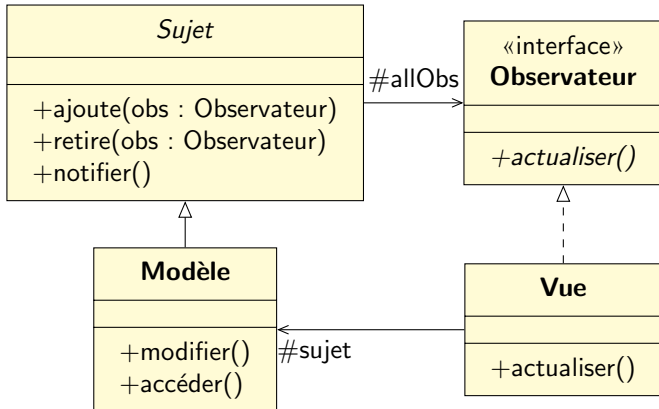 Sujet
+ajoute(obs : Observateur)
+retire(obs : Observateur)
+notifier()
#allObs
«interface»
Observateur
+actualiser()
Modèle
+modifier()
+accéder()
#sujet
Vue
+actualiser()